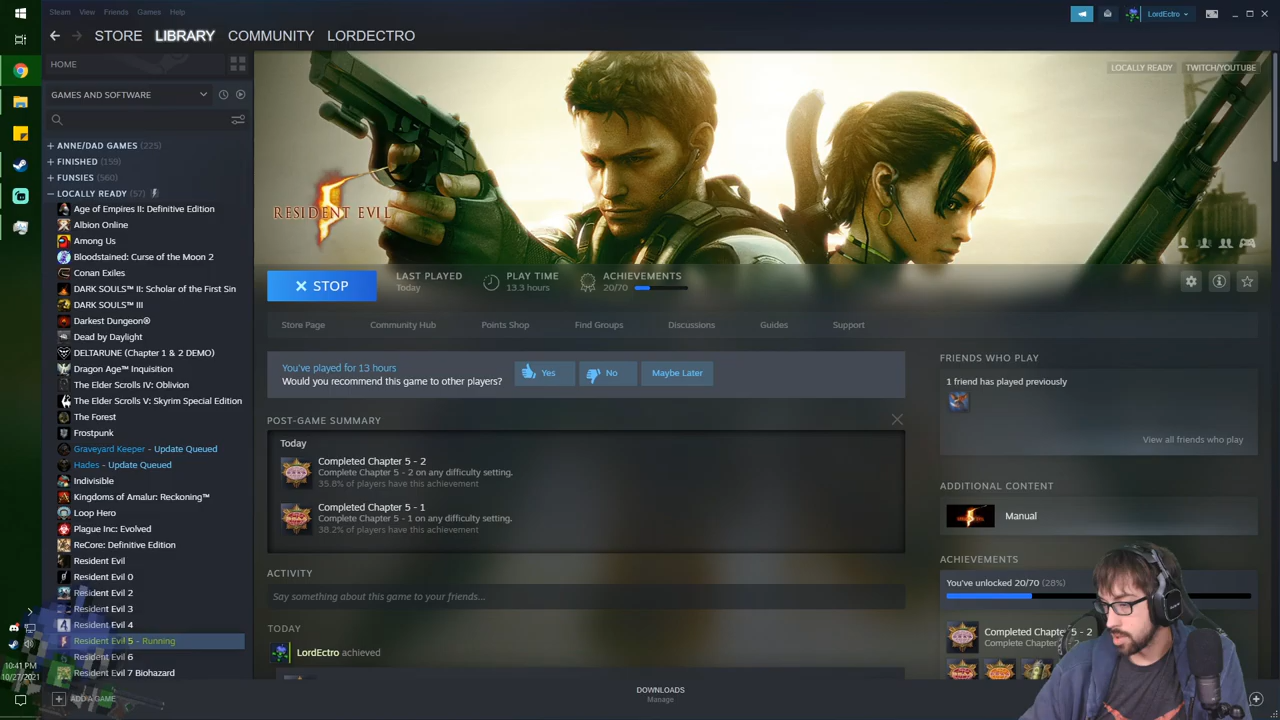 Steam View Friends Games Help
LordEctro
STORE LIBRARY COMMUNITY LORDECTRO
HOME
GAMES AND SOFTWARE
ANNE/DAD GAMES (225)
FINISHED (159)
FUNSIES (560)
LOCALLY READY (57)
Age of Empires II: Definitive Edition
Albion Online
Among Us
Bloodstained: Curse of the Moon 2
Conan Exiles
DARK SOULS™ II: Scholar of the First Sin
DARK SOULS™ III
Darkest Dungeon®
Dead by Daylight
DELTARUNE (Chapter 1 & 2 DEMO)
Dragon Age™ Inquisition
The Elder Scrolls IV: Oblivion
The Elder Scrolls V: Skyrim Special Edition
The Forest
Frostpunk
Graveyard Keeper - Update Queued
Hades - Update Queued
Indivisible
Kingdoms of Amalur: Reckoning™
Loop Hero
Plague Inc: Evolved
ReCore: Definitive Edition
Resident Evil
Resident Evil 0
Resident Evil 2
Resident Evil 3
Resident Evil 4
Resident Evil 5 - Running
Resident Evil 6
Resident Evil 7 Biohazard
ADD A GAME
10:41 PM
10/27/2021
LOCALLY READY TWITCH/YOUTUBE
RESIDENT EVIL 5
STOP
LAST PLAYED
Today
PLAY TIME
13.3 hours
ACHIEVEMENTS
20/70
Store Page Community Hub Points Shop Find Groups Discussions Guides Support
You've played for 13 hours
Would you recommend this game to other players?
Yes No Maybe Later
POST-GAME SUMMARY
Today
Completed Chapter 5 - 2
Complete Chapter 5 - 2 on any difficulty setting.
35.8% of players have this achievement
Completed Chapter 5 - 1
Complete Chapter 5 - 1 on any difficulty setting.
38.2% of players have this achievement
ACTIVITY
Say something about this game to your friends...
TODAY
LordEctro achieved
FRIENDS WHO PLAY
1 friend has played previously
View all friends who play
ADDITIONAL CONTENT
Manual
ACHIEVEMENTS
You've unlocked 20/70 (28%)
Completed Chapter 5 - 2
Complete Chapter 5 - 2
DOWNLOADS
Manage